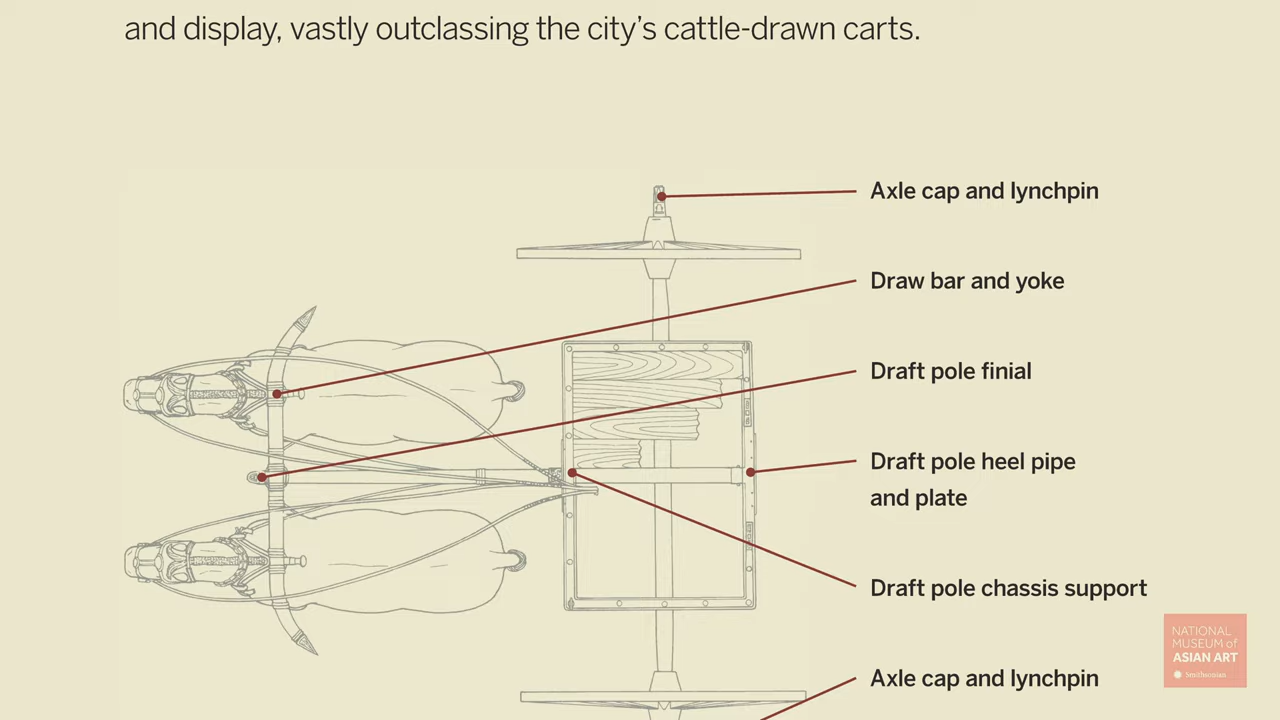 and display, vastly outclassing the city’s cattle-drawn carts.
Axle cap and lynchpin
Draw bar and yoke
Draft pole finial
Draft pole heel pipe
and plate
Draft pole chassis support
Axle cap and lynchpin
NATIONAL
MUSEUM of
ASIAN ART
Smithsonian